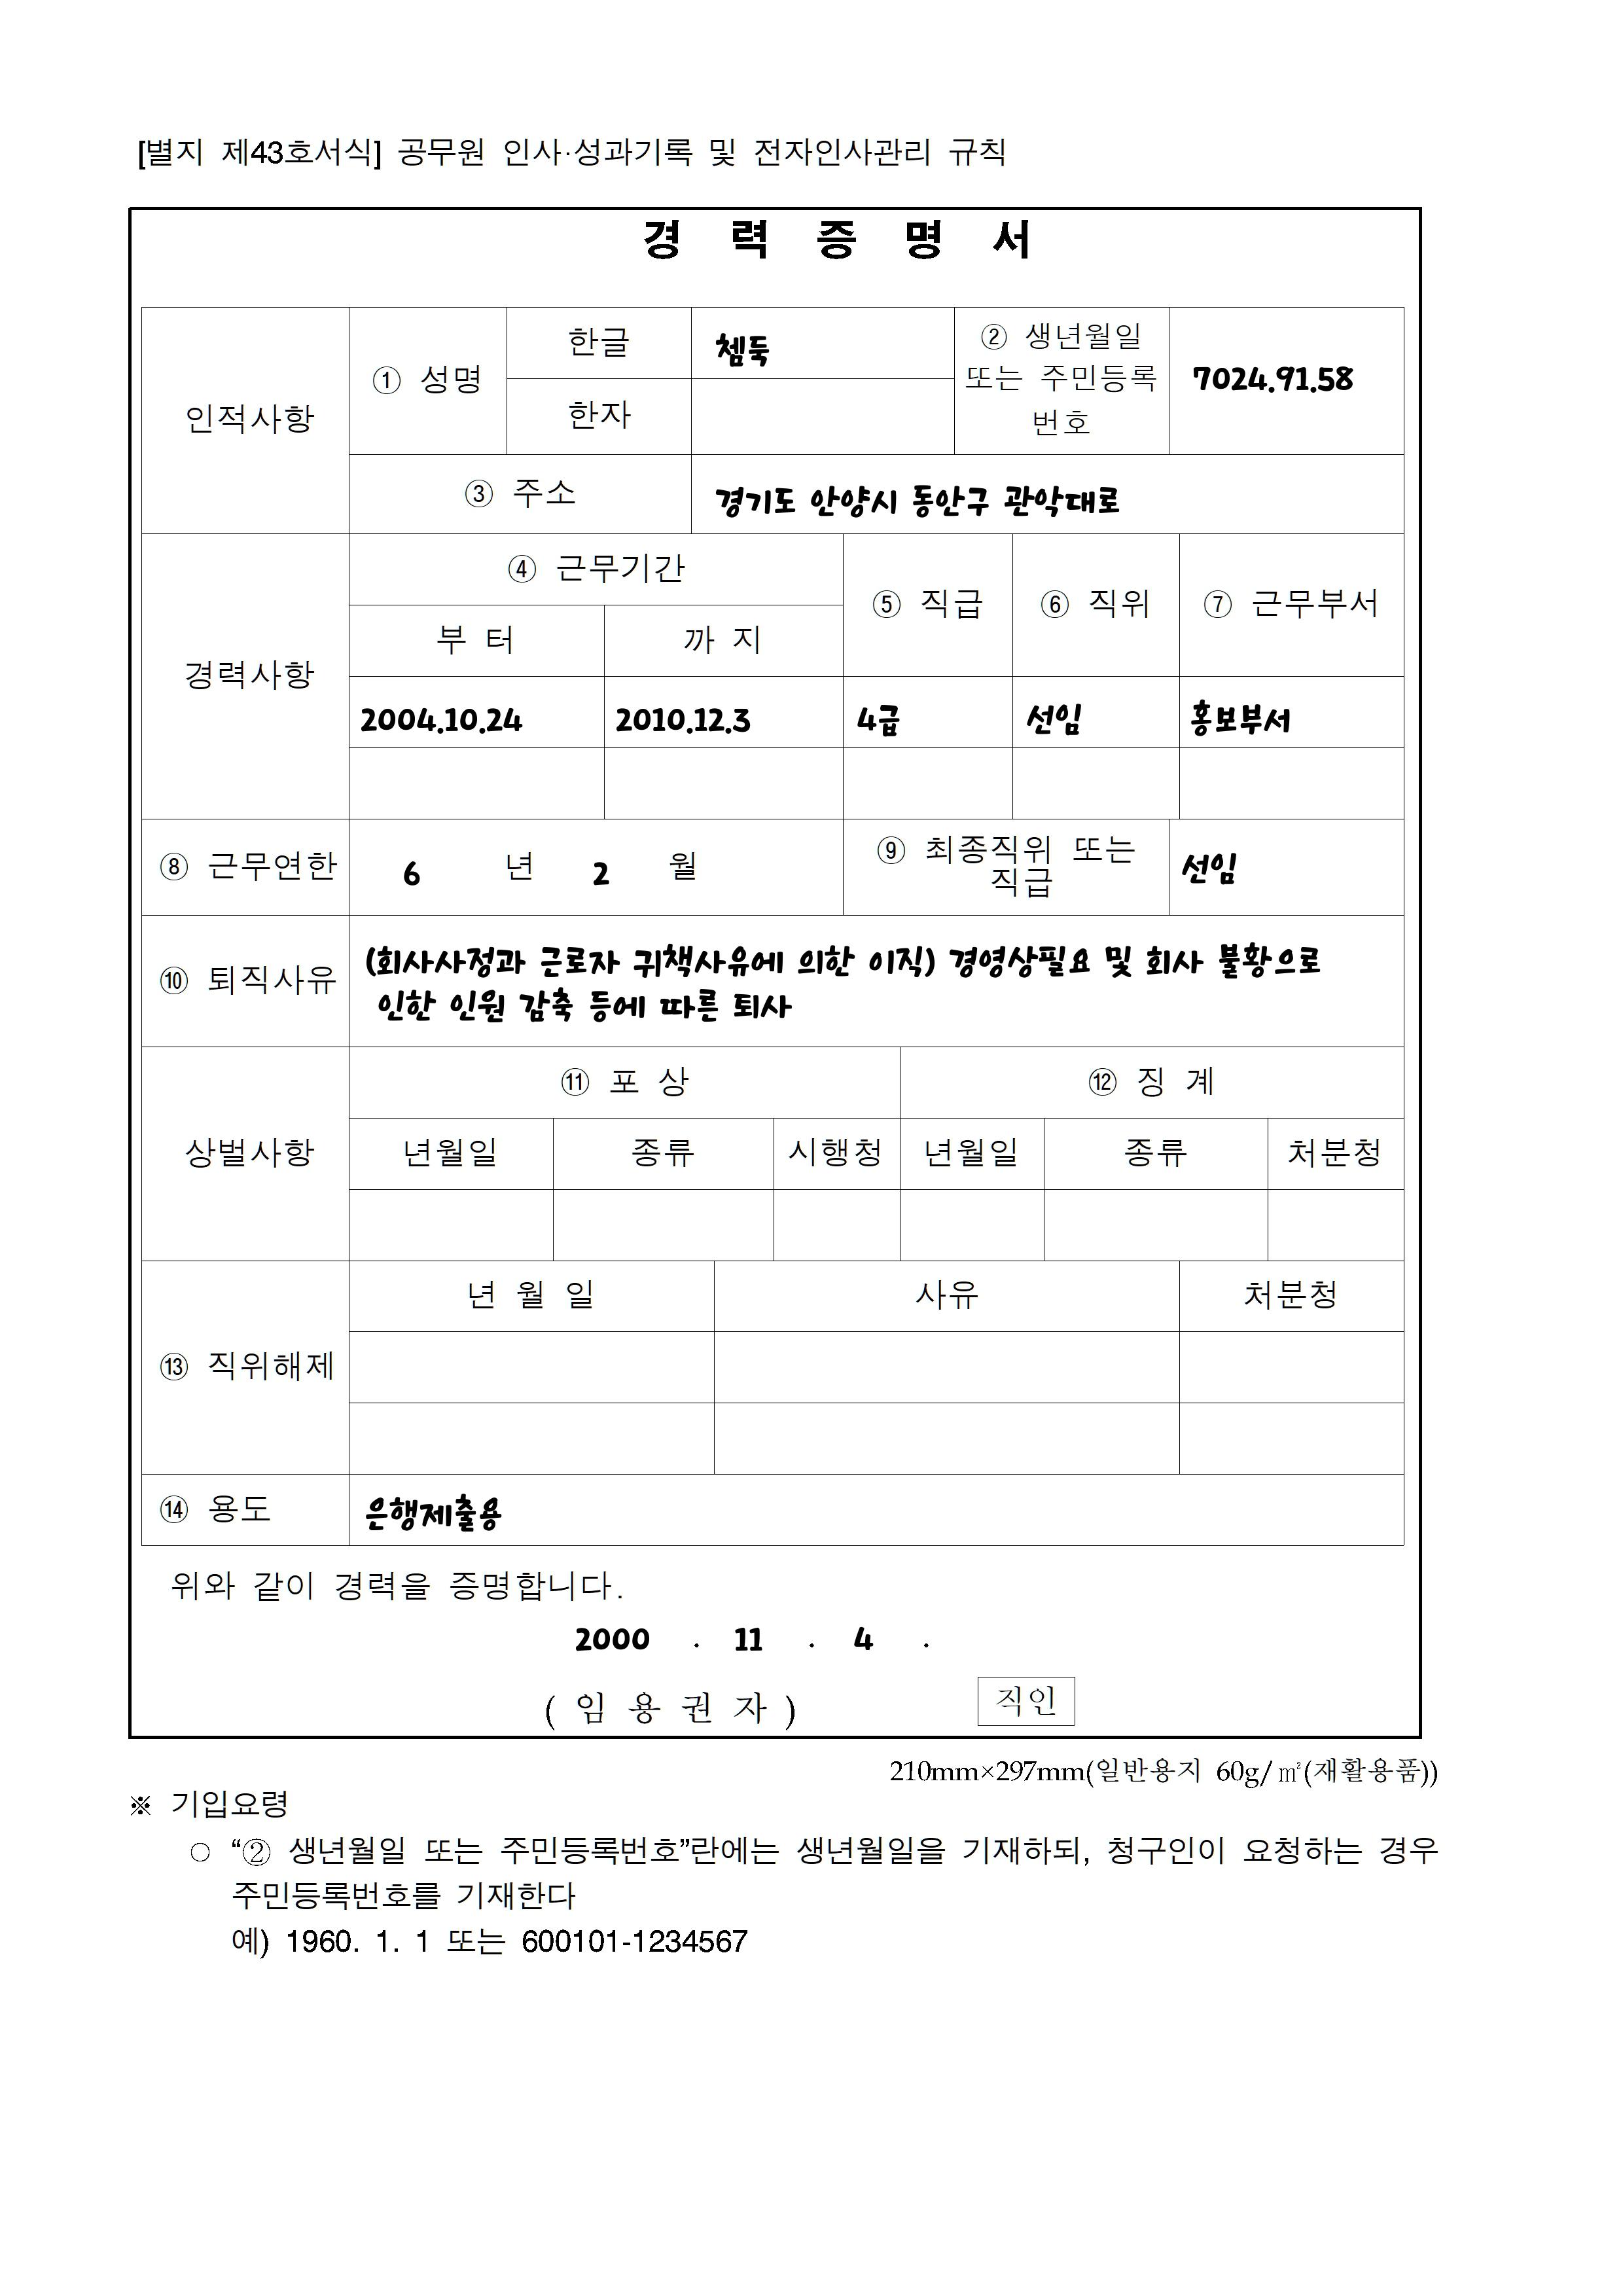 [별지 제43호서식] 공무원 인사·성과기록 및 전자인사관리 규칙
경 력 증 명 서
인적사항
① 성명
한글
쳄둑
한자
② 생년월일
또는 주민등록
번호
7024.91.58
③ 주소
경기도 안양시 동안구 관악대로
경력사항
④ 근무기간
부 터
까 지
⑤ 직급
⑥ 직위
⑦ 근무부서
2004.10.24
2010.12.3
4급
선임
홍보부서
⑧ 근무연한
6 년 2 월
⑨ 최종직위 또는
직급
선임
⑩ 퇴직사유
(회사사정과 근로자 귀책사유에 의한 이직) 경영상필요 및 회사 불황으로
인한 인원 감축 등에 따른 퇴사
상벌사항
⑪ 포 상
⑫ 징 계
년월일
종류
시행청
년월일
종류
처분청
⑬ 직위해제
년 월 일
사유
처분청
⑭ 용도
은행제출용
위와 같이 경력을 증명합니다.
2000 . 11 . 4 .
( 임 용 권 자 )
직인
210mm×297mm(일반용지 60g/㎡(재활용품))
※ 기입요령
○ “② 생년월일 또는 주민등록번호”란에는 생년월일을 기재하되, 청구인이 요청하는 경우
주민등록번호를 기재한다
예) 1960. 1. 1 또는 600101-1234567